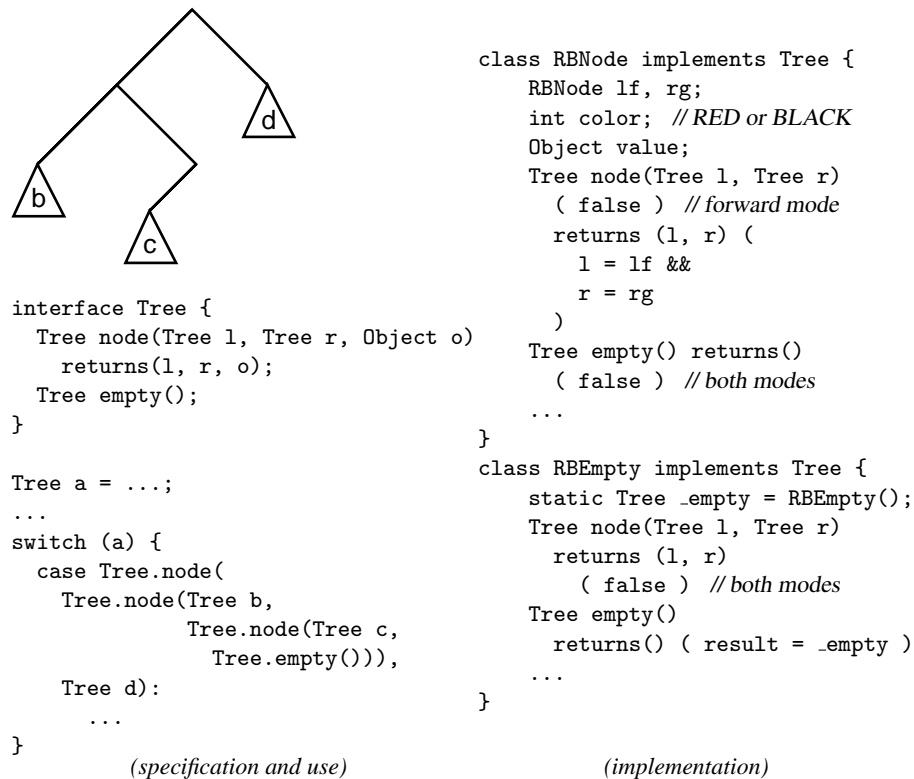 d
b
c
interface Tree {
Tree node(Tree l, Tree r, Object o)
returns(l, r, o);
Tree empty();
}
Tree a = ...;
...
switch (a) {
case Tree.node(
Tree.node(Tree b,
Tree.node(Tree c,
Tree.empty())),
Tree d):
...
}
(specification and use)
class RBNode implements Tree {
RBNode lf, rg;
int color; // RED or BLACK
Object value;
Tree node(Tree l, Tree r)
( false ) // forward mode
returns (l, r) (
l = lf &&
r = rg
)
Tree empty() returns()
( false ) // both modes
...
}
class RBEmpty implements Tree {
static Tree _empty = RBEmpty();
Tree node(Tree l, Tree r)
returns (l, r)
( false ) // both modes
Tree empty()
returns() ( result = _empty )
...
}
(implementation)